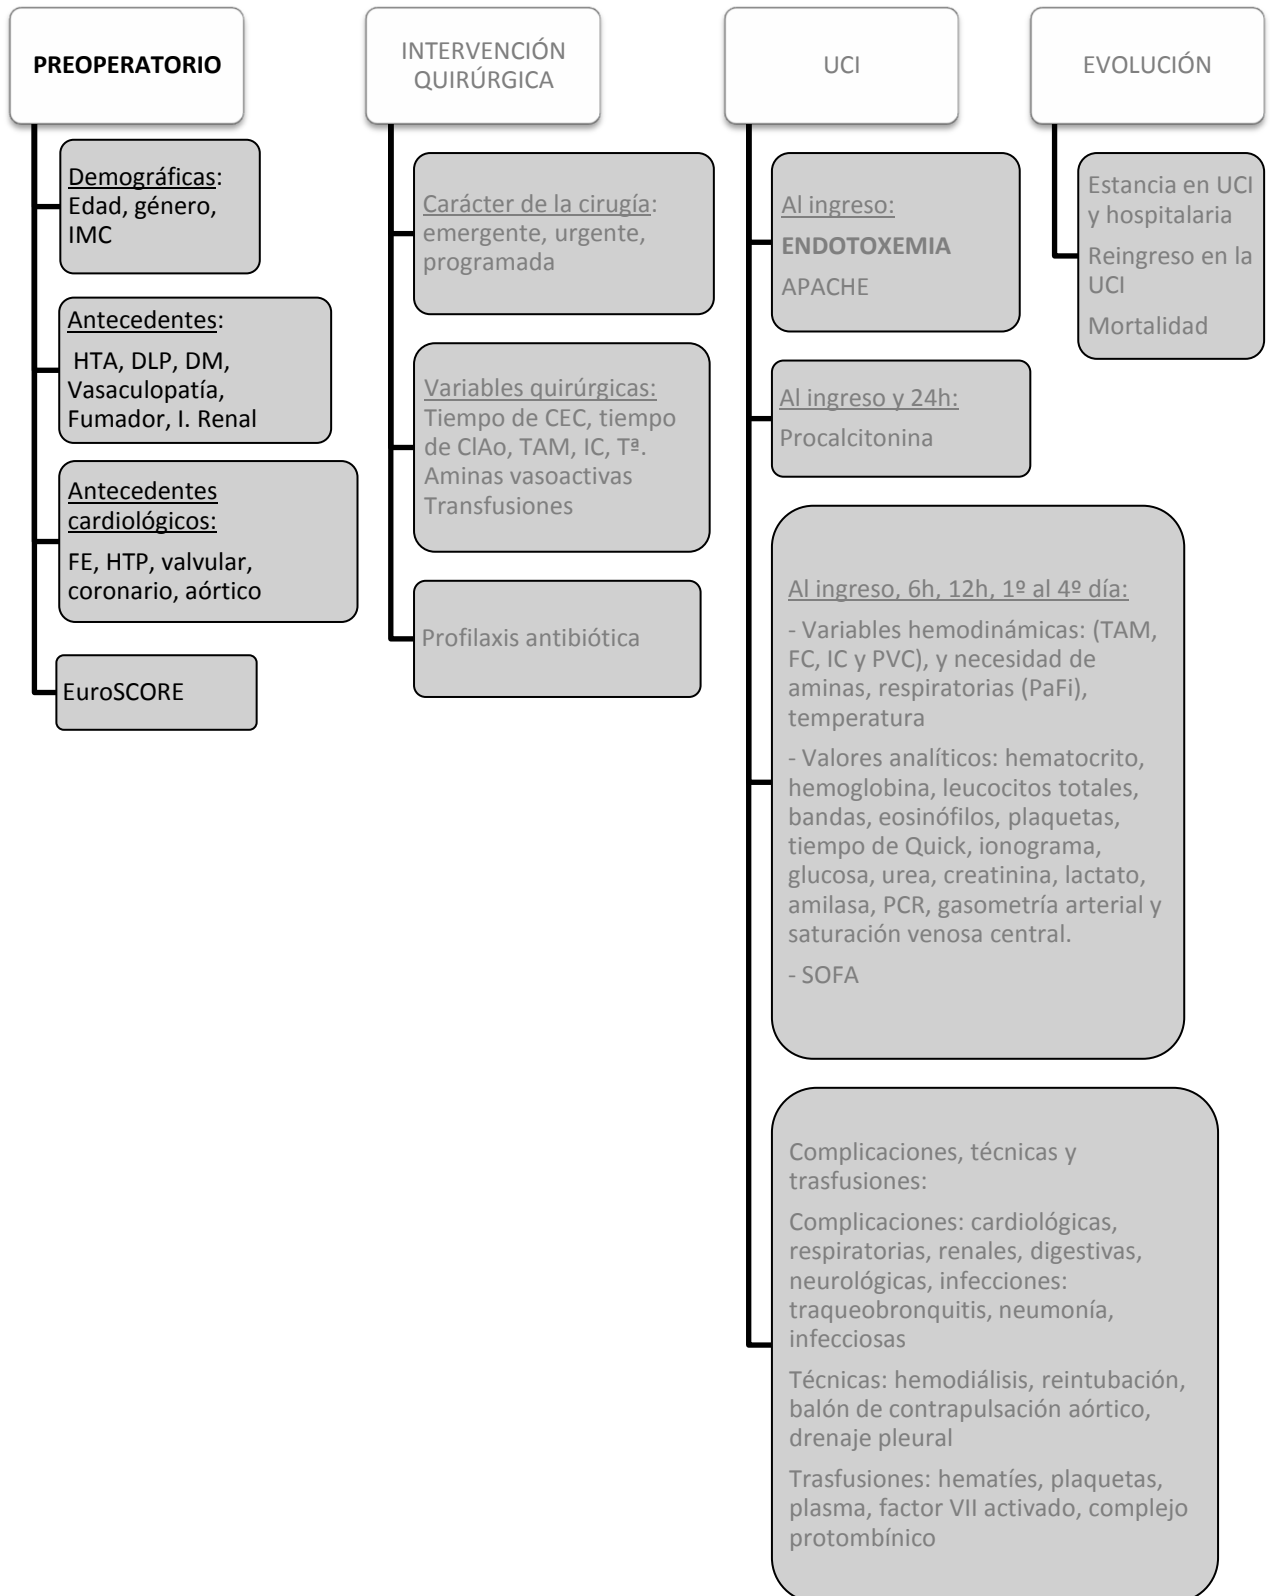 PREOPERATORIO
Demográficas:
Edad, género,
IMC
Antecedentes:
HTA, DLP, DM,
Vasaculopatía,
Fumador, I. Renal
Antecedentes
cardiológicos:
FE, HTP, valvular,
coronario, aórtico
EuroSCORE
INTERVENCIÓN
QUIRÚRGICA
Carácter de la cirugía:
emergente, urgente,
programada
Variables quirúrgicas:
Tiempo de CEC, tiempo
de ClAo, TAM, IC, Tª.
Aminas vasoactivas
Transfusiones
Profilaxis antibiótica
UCI
Al ingreso:
ENDOTOXEMIA
APACHE
Al ingreso y 24h:
Procalcitonina
Al ingreso, 6h, 12h, 1º al 4º día:
- Variables hemodinámicas: (TAM,
FC, IC y PVC), y necesidad de
aminas, respiratorias (PaFi),
temperatura
- Valores analíticos: hematocrito,
hemoglobina, leucocitos totales,
bandas, eosinófilos, plaquetas,
tiempo de Quick, ionograma,
glucosa, urea, creatinina, lactato,
amilasa, PCR, gasometría arterial y
saturación venosa central.
- SOFA
Complicaciones, técnicas y
trasfusiones:
Complicaciones: cardiológicas,
respiratorias, renales, digestivas,
neurológicas, infecciones:
traqueobronquitis, neumonía,
infecciosas
Técnicas: hemodiálisis, reintubación,
balón de contrapulsación aórtico,
drenaje pleural
Trasfusiones: hematíes, plaquetas,
plasma, factor VII activado, complejo
protombínico
EVOLUCIÓN
Estancia en UCI
y hospitalaria
Reingreso en la
UCI
Mortalidad